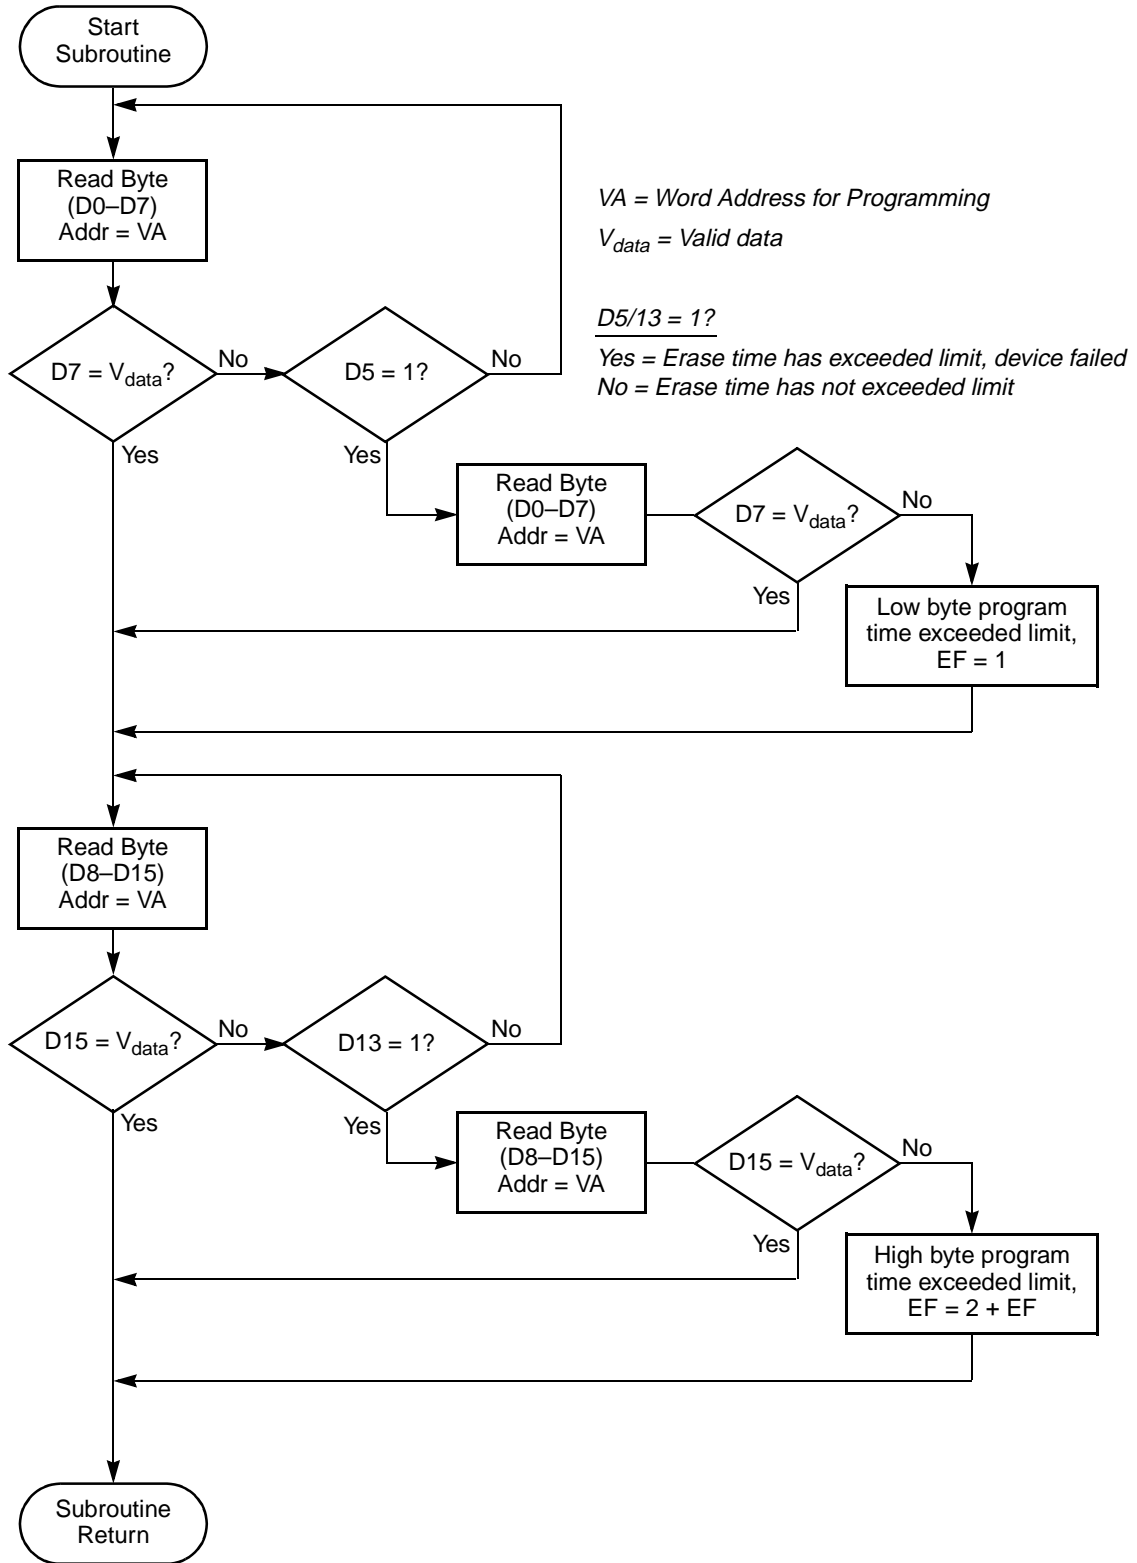 Start
Subroutine
Read Byte
(D0–D7)
Addr = VA
VA = Word Address for Programming
Vdata = Valid data
D5/13 = 1?
Yes = Erase time has exceeded limit, device failed
No = Erase time has not exceeded limit
D7 = Vdata?
No
D5 = 1?
No
Yes
Yes
Read Byte
(D0–D7)
Addr = VA
D7 = Vdata?
No
Yes
Low byte program
time exceeded limit,
EF = 1
Read Byte
(D8–D15)
Addr = VA
D15 = Vdata?
No
D13 = 1?
No
Yes
Yes
Read Byte
(D8–D15)
Addr = VA
D15 = Vdata?
No
Yes
High byte program
time exceeded limit,
EF = 2 + EF
Subroutine
Return